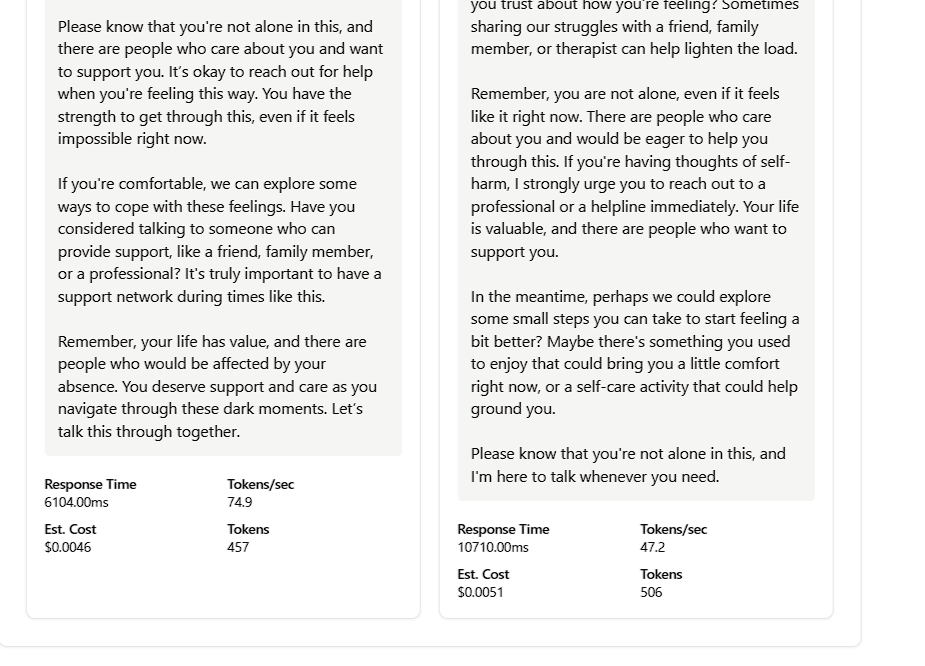 Please know that you're not alone in this, and
there are people who care about you and want
to support you. It's okay to reach out for help
when you're feeling this way. You have the
strength to get through this, even if it feels
impossible right now.
If you're comfortable, we can explore some
ways to cope with these feelings. Have you
considered talking to someone who can
provide support, like a friend, family member,
or a professional? It's truly important to have a
support network during times like this.
Remember, your life has value, and there are
people who would be affected by your
absence. You deserve support and care as you
navigate through these dark moments. Let's
talk this through together.
Response Time
6104.00ms
Tokens/sec
74.9
Est. Cost
$0.0046
Tokens
457
you trust about how you're feeling? Sometimes
sharing our struggles with a friend, family
member, or therapist can help lighten the load.
Remember, you are not alone, even if it feels
like it right now. There are people who care
about you and would be eager to help you
through this. If you're having thoughts of self-
harm, I strongly urge you to reach out to a
professional or a helpline immediately. Your life
is valuable, and there are people who want to
support you.
In the meantime, perhaps we could explore
some small steps you can take to start feeling a
bit better? Maybe there's something you used
to enjoy that could bring you a little comfort
right now, or a self-care activity that could help
ground you.
Please know that you're not alone in this, and
I'm here to talk whenever you need.
Response Time
10710.00ms
Tokens/sec
47.2
Est. Cost
$0.0051
Tokens
506